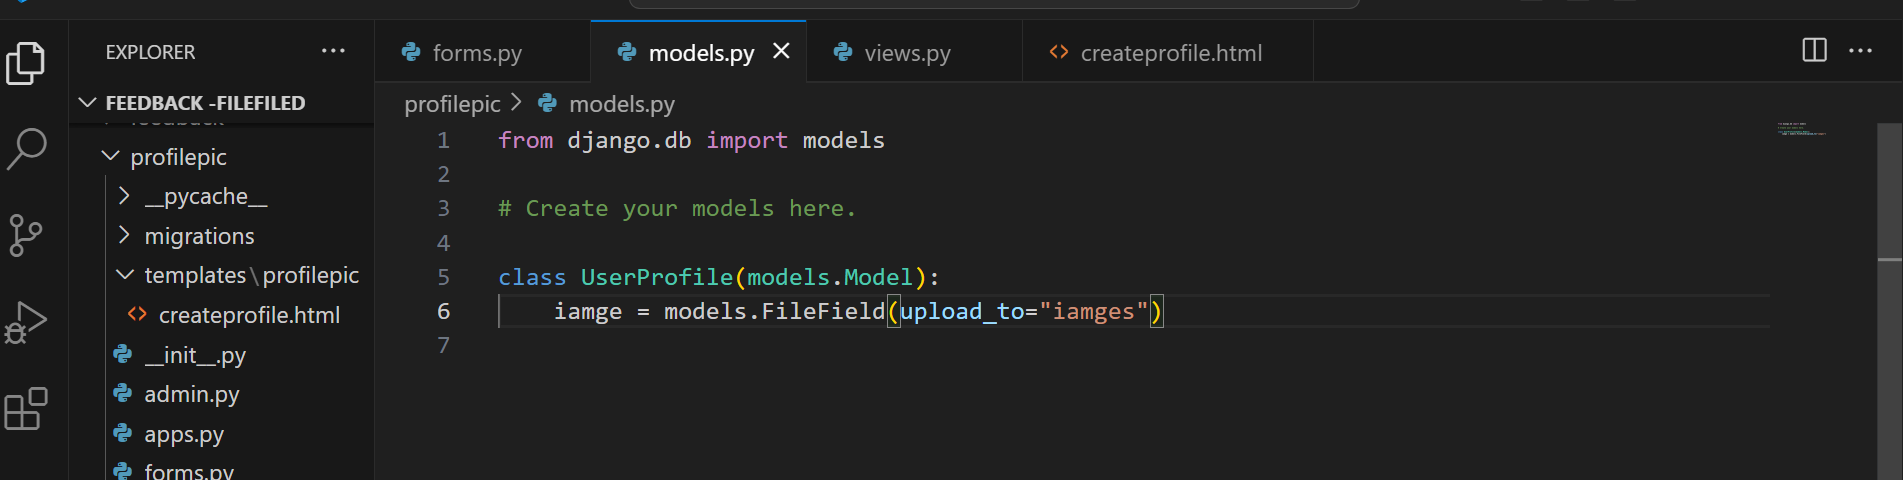 EXPLORER ...
FEEDBACK -FILEFILED
feedback
profilepic
__pycache__
migrations
templates\profilepic
createprofile.html
__init__.py
admin.py
apps.py
forms.py
forms.py models.py views.py createprofile.html
profilepic > models.py
1 from django.db import models
2
3 # Create your models here.
4
5 class UserProfile(models.Model):
6 iamge = models.FileField(upload_to="iamges")
7